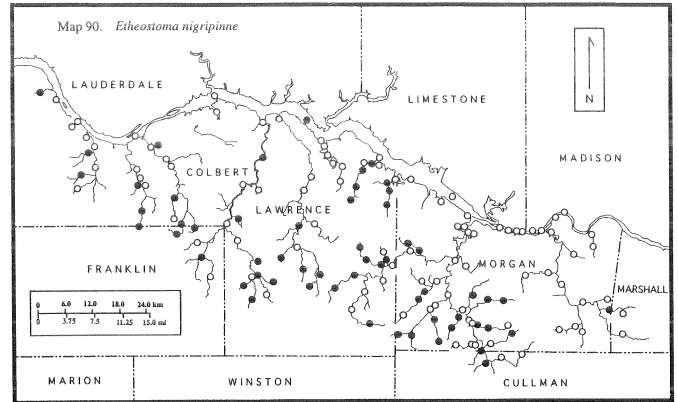 Map 90. Etheostoma nigripinne
LAUDERDALE
LIMESTONE
N
MADISON
COLBERT
LAWRENCE
FRANKLIN
MORGAN
MARSHALL
0 6.0 12.0 18.0 24.0 km
0 3.75 7.5 11.25 15.0 mi
MARION
WINSTON
CULLMAN